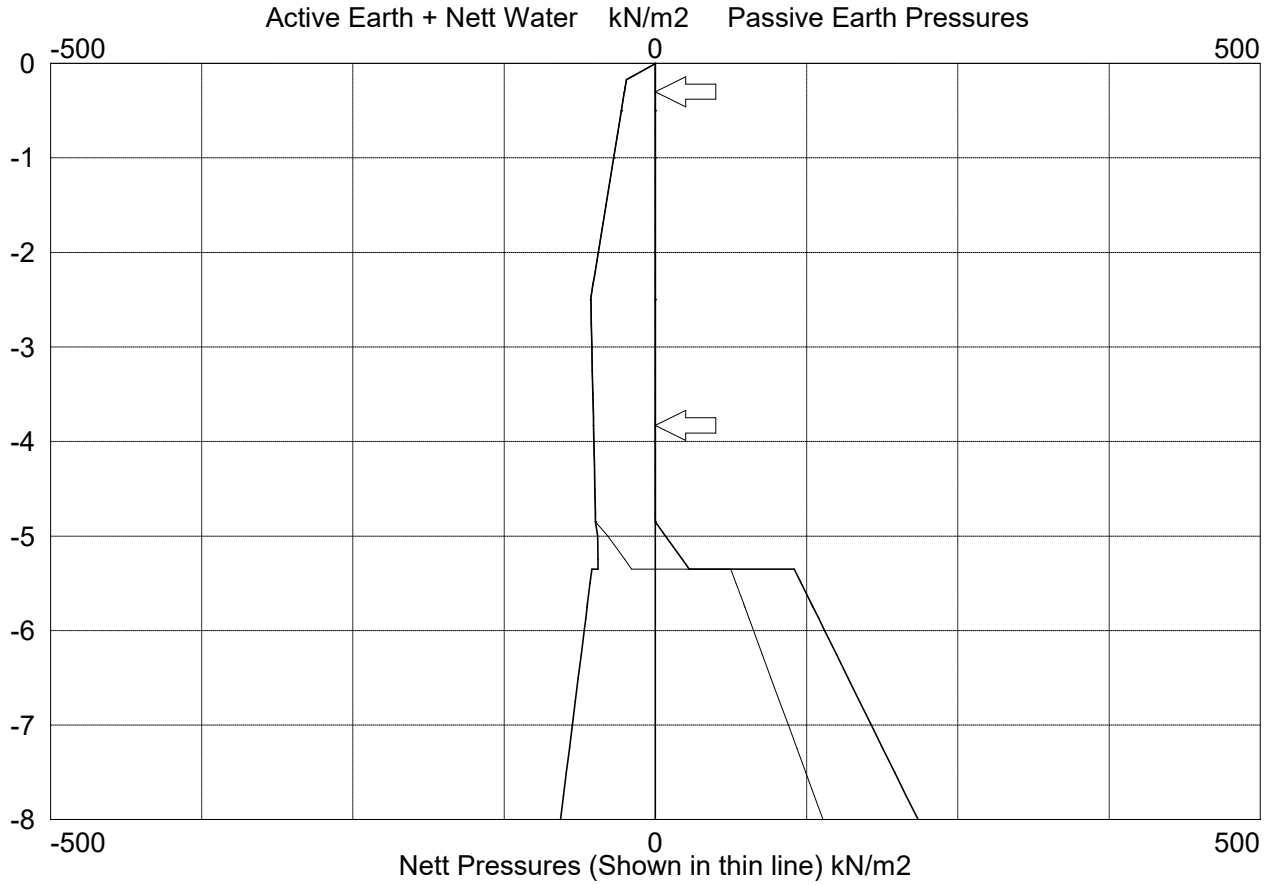 Active Earth + Nett Water kN/m2 Passive Earth Pressures
-500 0 500
0
-1
-2
-3
-4
-5
-6
-7
-8
-500 0 500
Nett Pressures (Shown in thin line) kN/m2